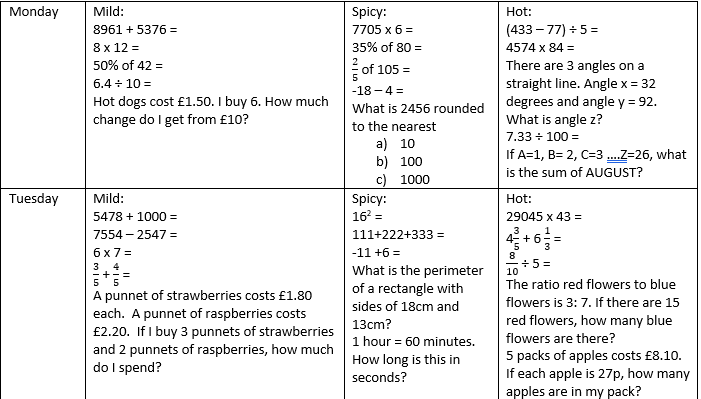 Monday
Mild:
8961 + 5376 =
8 x 12 =
50% of 42 =
6.4 ÷ 10 =
Hot dogs cost £1.50. I buy 6. How much
change do I get from £10?
Spicy:
7705 x 6 =
35% of 80 =
2/5 of 105 =
-18 – 4 =
What is 2456 rounded
to the nearest
a) 10
b) 100
c) 1000
Hot:
(433 – 77) ÷ 5 =
4574 x 84 =
There are 3 angles on a
straight line. Angle x = 32
degrees and angle y = 92.
What is angle z?
7.33 ÷ 100 =
If A=1, B= 2, C=3 ....Z=26, what
is the sum of AUGUST?
Tuesday
Mild:
5478 + 1000 =
7554 – 2547 =
6 x 7 =
3/5 + 4/5 =
A punnet of strawberries costs £1.80
each. A punnet of raspberries costs
£2.20. If I buy 3 punnets of strawberries
and 2 punnets of raspberries, how much
do I spend?
Spicy:
16² =
111+222+333 =
-11 +6 =
What is the perimeter
of a rectangle with
sides of 18cm and
13cm?
1 hour = 60 minutes.
How long is this in
seconds?
Hot:
29045 x 43 =
4 3/5 + 6 1/3 =
8/10 ÷ 5 =
The ratio red flowers to blue
flowers is 3: 7. If there are 15
red flowers, how many blue
flowers are there?
5 packs of apples costs £8.10.
If each apple is 27p, how many
apples are in my pack?